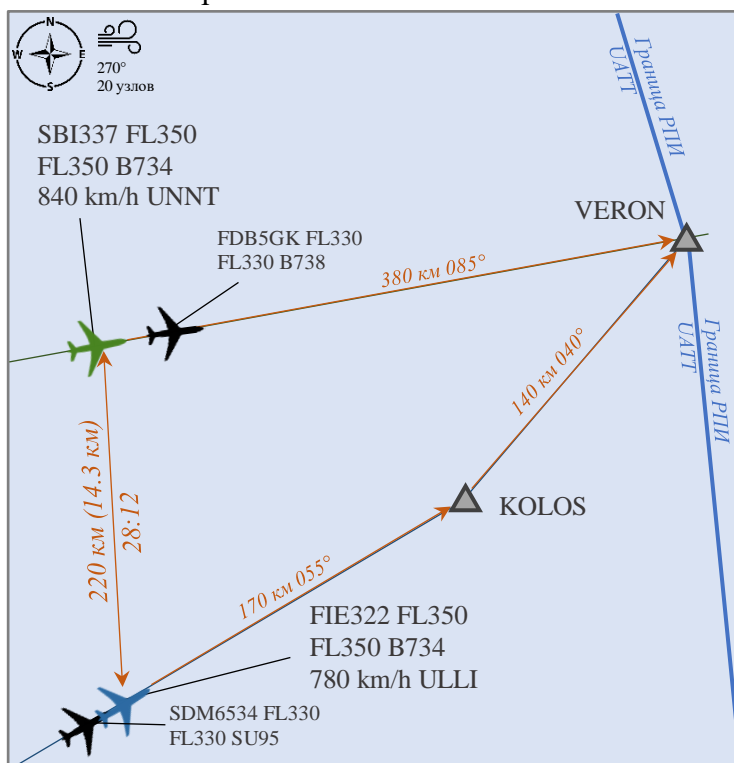 N
W
E
S
270°
20 узлов
SBI337 FL350
FL350 B734
840 km/h UNNT
FDB5GK FL330
FL330 B738
380 км 085°
VERON
Граница РПИ
UATT
Граница РПИ
UATT
140 км 040°
220 км (14.3 км)
28:12
KOLOS
170 км 055°
FIE322 FL350
FL350 B734
780 km/h ULLI
SDM6534 FL330
FL330 SU95